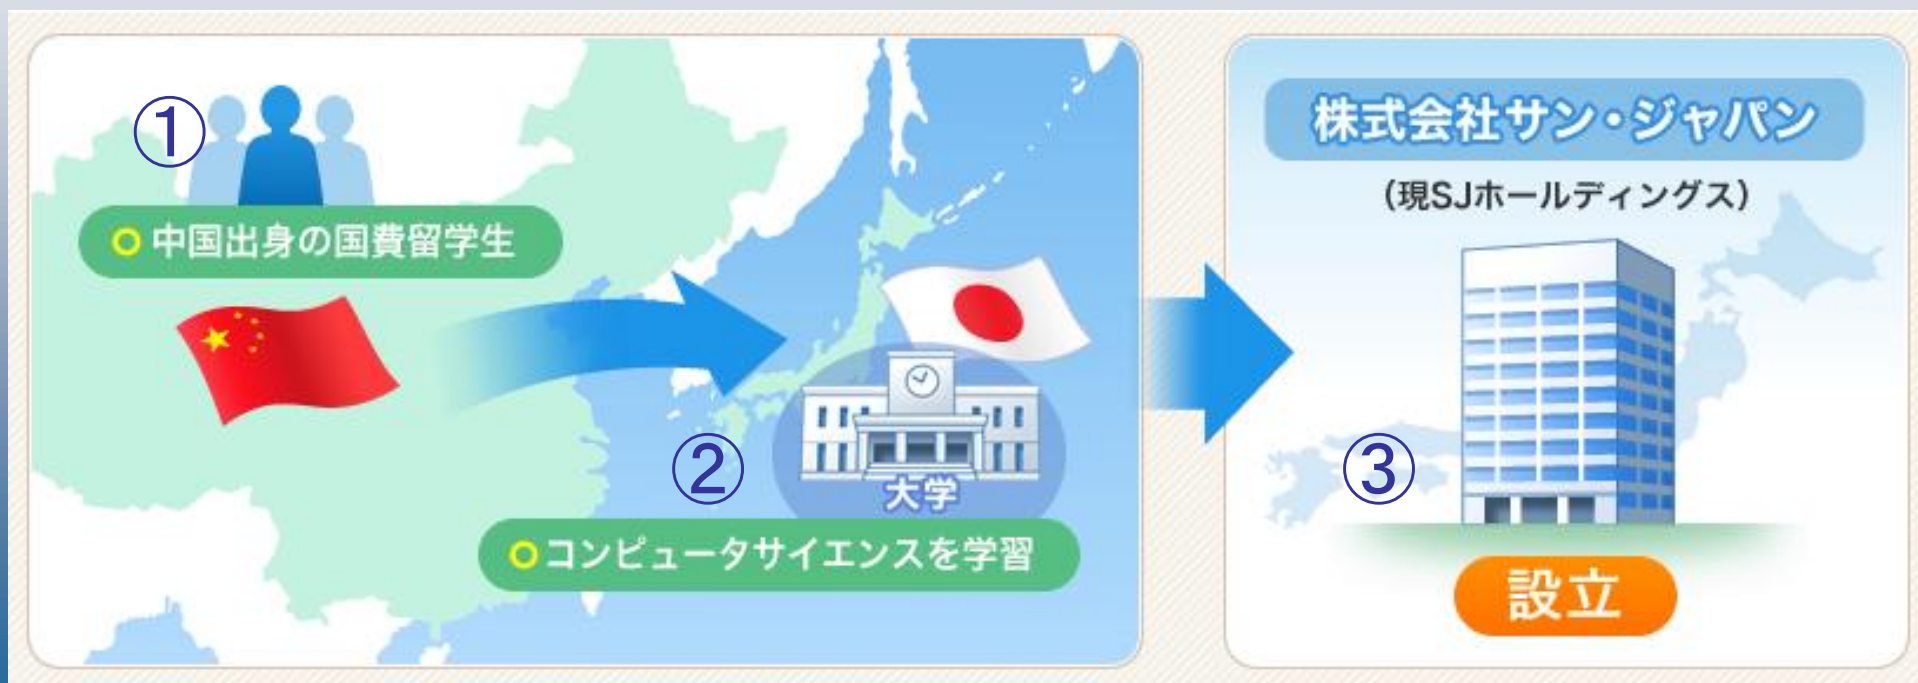 ①
中国出身の国費留学生
②
大学
コンピュータサイエンスを学習
株式会社サン・ジャパン
（現SJホールディングス）
③
設立